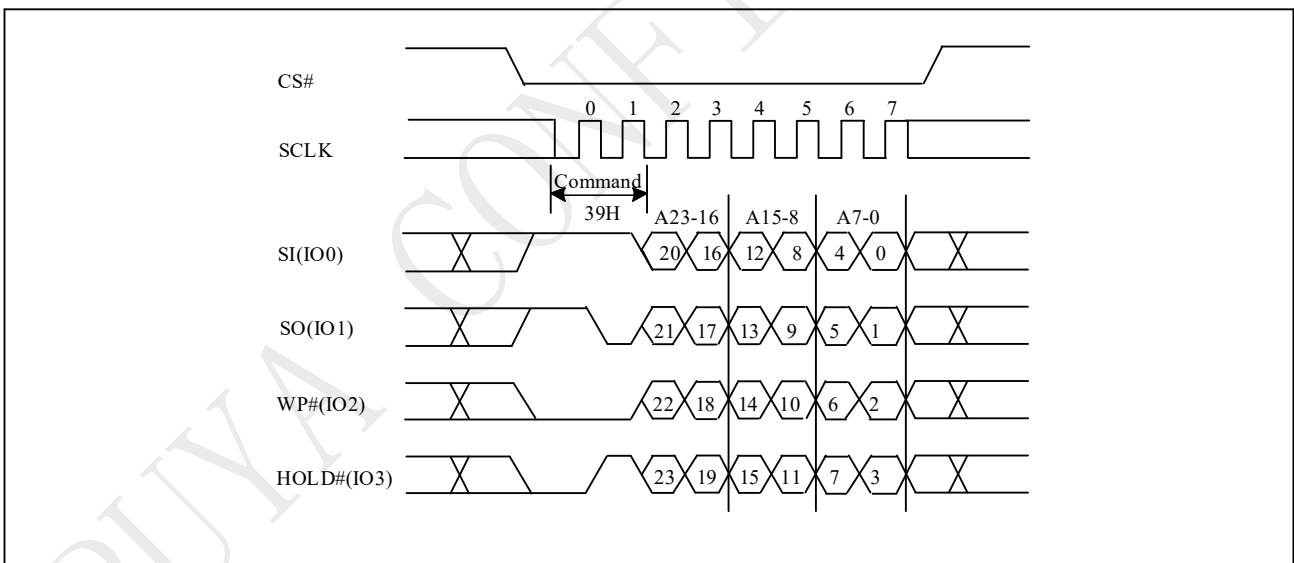 CS#
0 1 2 3 4 5 6 7
SCLK
Command
39H
A23-16 A15-8 A7-0
SI(IO0) 20 16 12 8 4 0
SO(IO1) 21 17 13 9 5 1
WP#(IO2) 22 18 14 10 6 2
HOLD#(IO3) 23 19 15 11 7 3